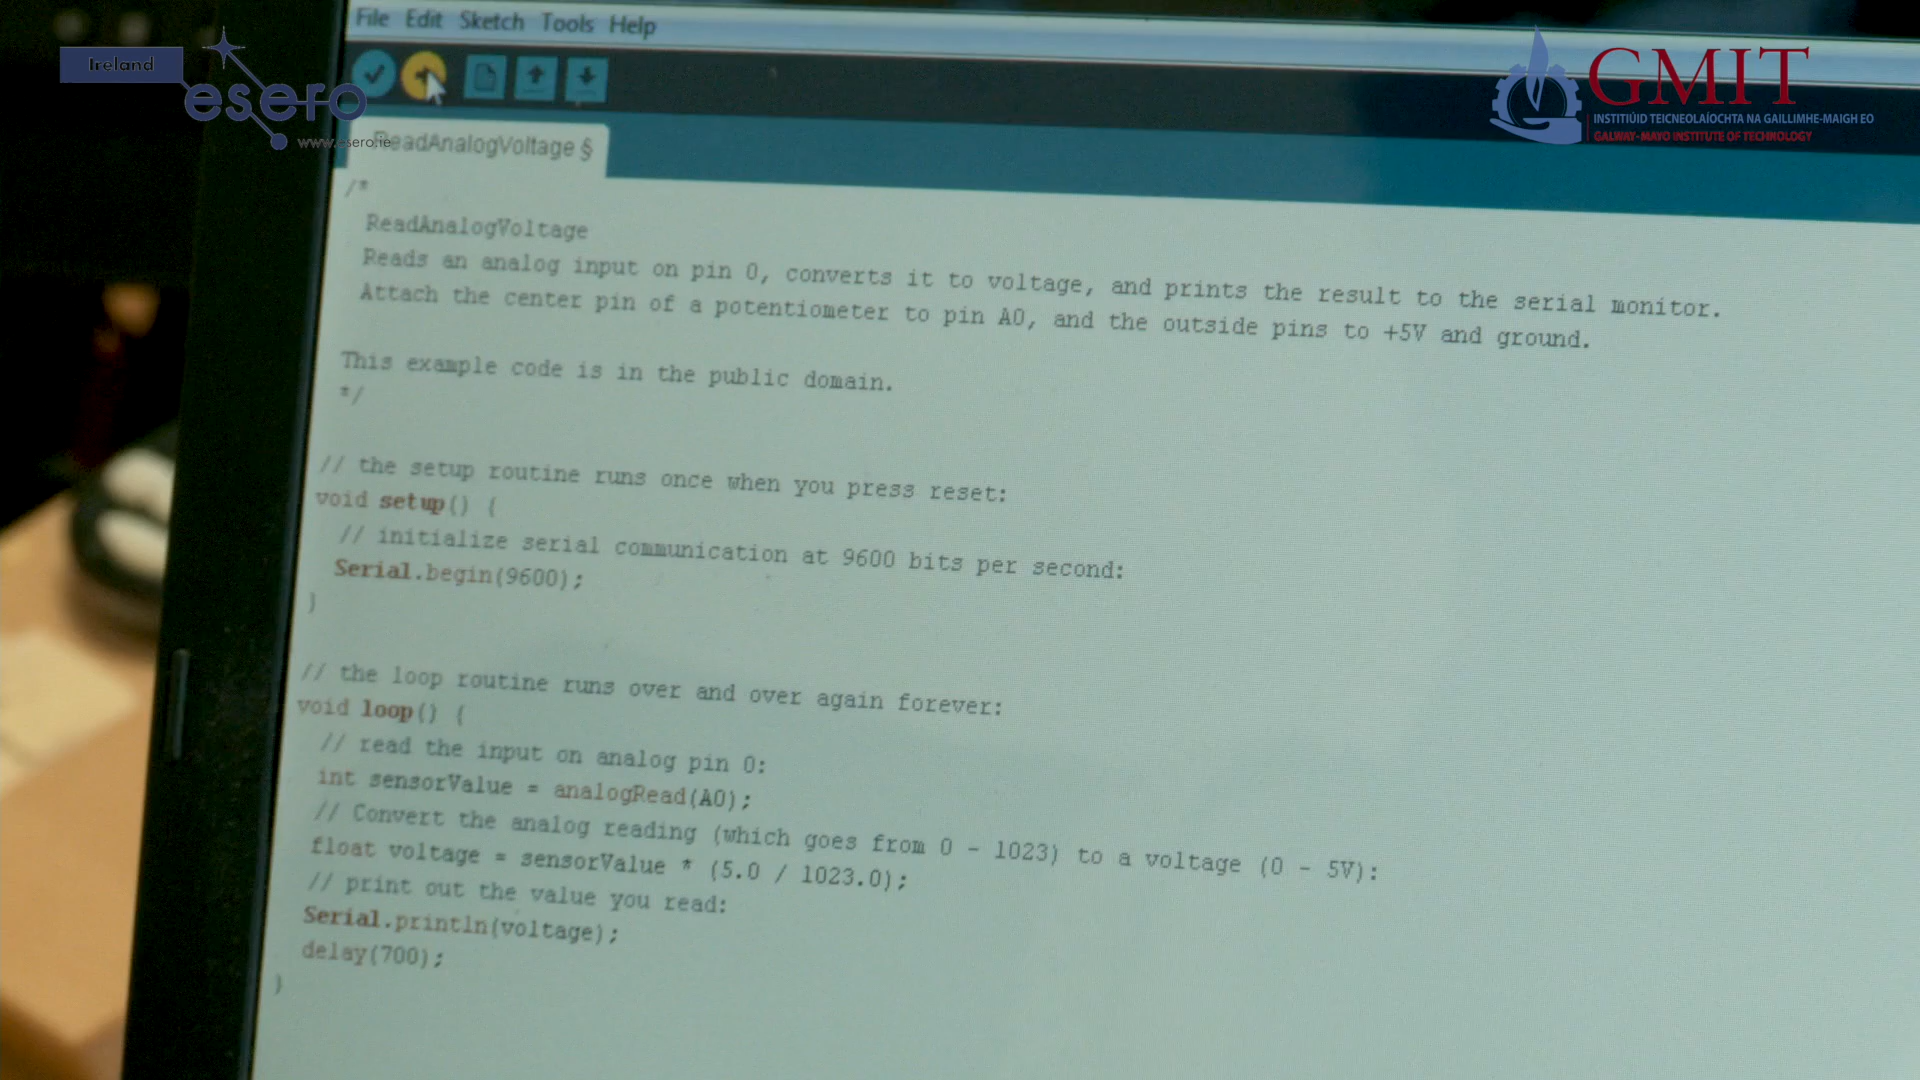 File Edit Sketch Tools Help
Ireland
esero
www.esero.ie
GMIT
INSTITIÚID TEICNEOLAÍOCHTA NA GAILLIMHE-MAIGH EO
GALWAY-MAYO INSTITUTE OF TECHNOLOGY
ReadAnalogVoltage §
/*
ReadAnalogVoltage
Reads an analog input on pin 0, converts it to voltage, and prints the result to the serial monitor.
Attach the center pin of a potentiometer to pin A0, and the outside pins to +5V and ground.
This example code is in the public domain.
*/
// the setup routine runs once when you press reset:
void setup() {
// initialize serial communication at 9600 bits per second:
Serial.begin(9600);
}
// the loop routine runs over and over again forever:
void loop() {
// read the input on analog pin 0:
int sensorValue = analogRead(A0);
// Convert the analog reading (which goes from 0 - 1023) to a voltage (0 - 5V):
float voltage = sensorValue * (5.0 / 1023.0);
// print out the value you read:
Serial.println(voltage);
delay(700);
}